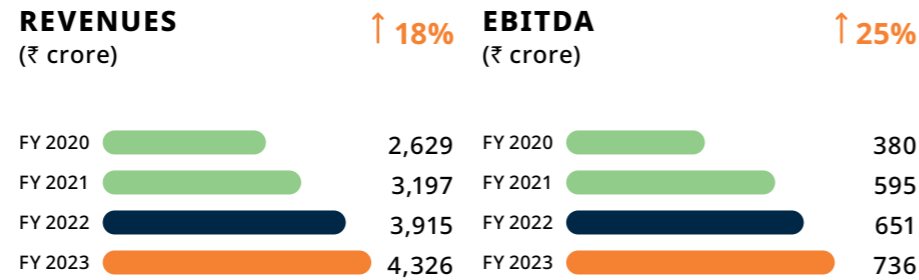 REVENUES ↑ 18%
(₹ crore)
FY 2020 2,629
FY 2021 3,197
FY 2022 3,915
FY 2023 4,326
EBITDA ↑ 25%
(₹ crore)
FY 2020 380
FY 2021 595
FY 2022 651
FY 2023 736